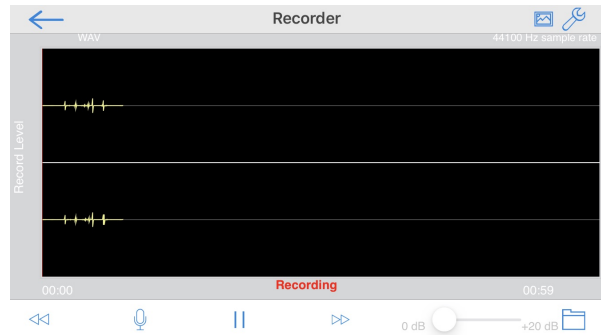 Recorder
WAV
44100 Hz sample rate
Record Level
00:00
Recording
00:59
0 dB
+20 dB